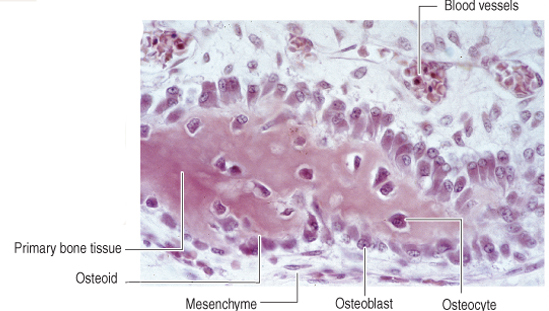 Blood vessels
Primary bone tissue
Osteoid
Mesenchyme
Osteoblast
Osteocyte